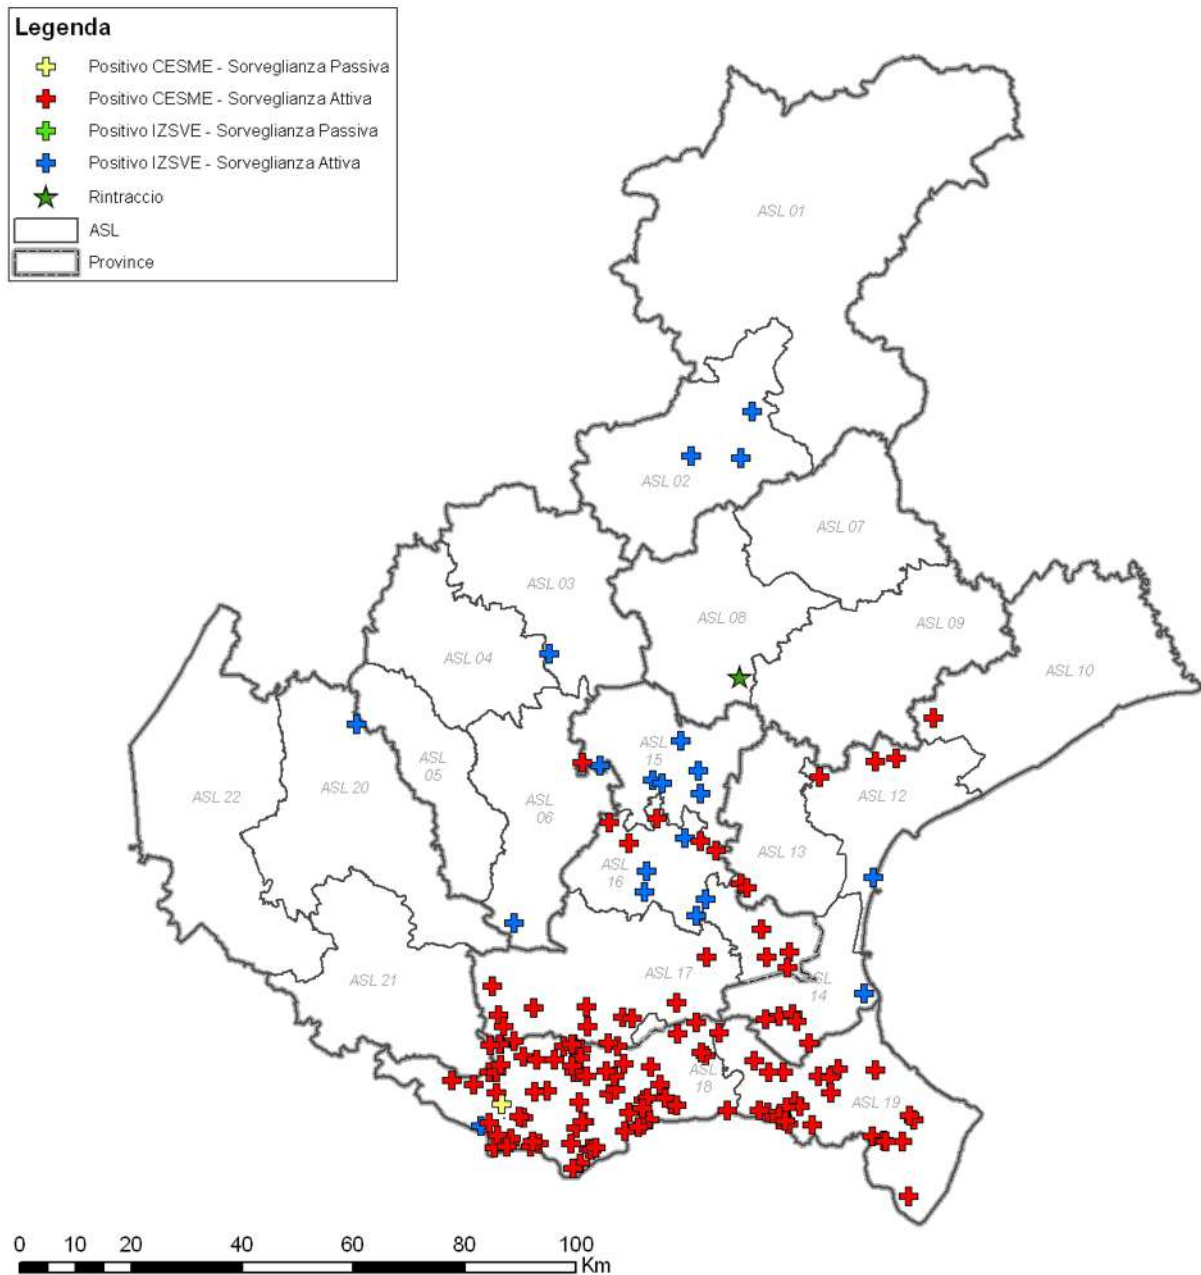 Legenda
Positivo CESME - Sorveglianza Passiva
Positivo CESME - Sorveglianza Attiva
Positivo IZSVE - Sorveglianza Passiva
Positivo IZSVE - Sorveglianza Attiva
Rintraccio
ASL
Province
ASL 01
ASL 02
ASL 07
ASL 03
ASL 08
ASL 09
ASL 04
ASL 10
ASL
15
ASL
05
ASL 20
ASL 22
ASL
06
ASL 12
ASL 13
ASL
16
ASL 21
ASL 17
ASL
14
ASL
18
ASL 19
0 10 20 40 60 80 100
Km